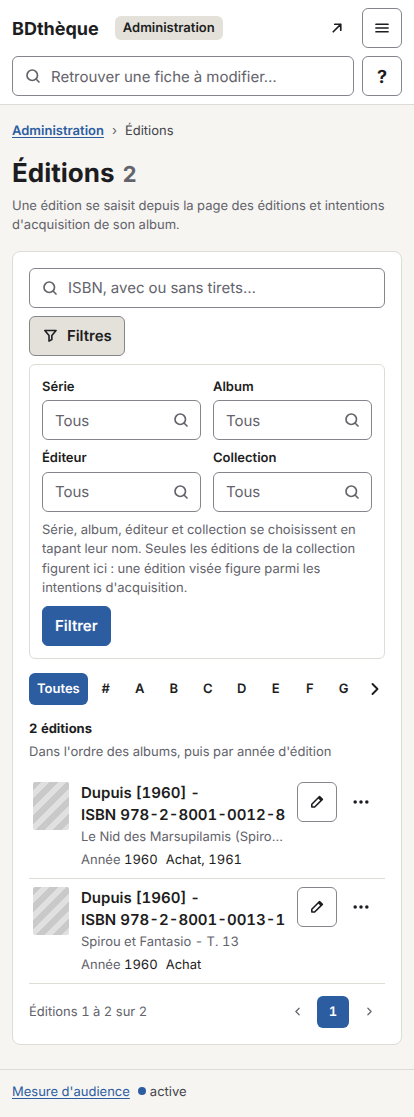 BDthèque Administration
Retrouver une fiche à modifier... ?
Administration › Éditions
Éditions 2
Une édition se saisit depuis la page des éditions et intentions
d'acquisition de son album.
ISBN, avec ou sans tirets...
Filtres
Série Album
Tous Tous
Éditeur Collection
Tous Tous
Série, album, éditeur et collection se choisissent en
tapant leur nom. Seules les éditions de la collection
figurent ici : une édition visée figure parmi les
intentions d'acquisition.
Filtrer
Toutes # A B C D E F G
2 éditions
Dans l'ordre des albums, puis par année d'édition
Dupuis [1960] -
ISBN 978-2-8001-0012-8
Le Nid des Marsupilamis (Spiro...
Année 1960 Achat, 1961
Dupuis [1960] -
ISBN 978-2-8001-0013-1
Spirou et Fantasio - T. 13
Année 1960 Achat
Éditions 1 à 2 sur 2 ‹ 1 ›
Mesure d'audience active